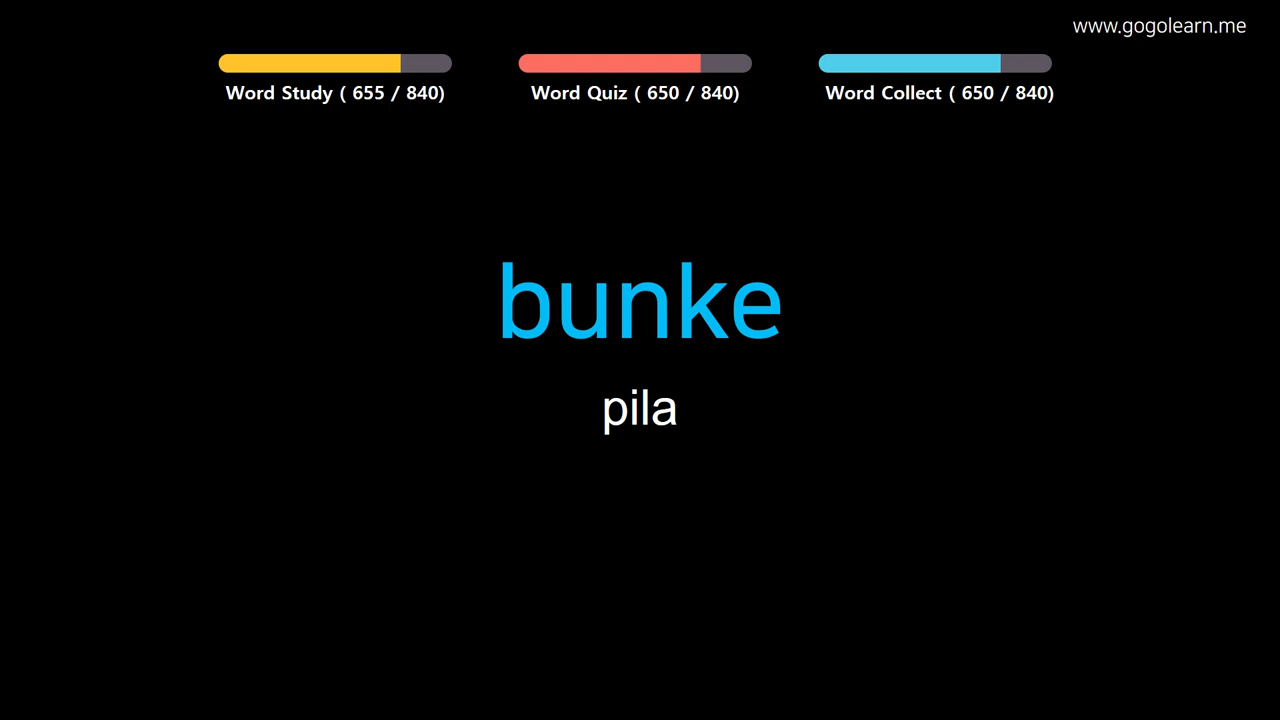 www.gogolearn.me
Word Study ( 655 / 840)
Word Quiz ( 650 / 840)
Word Collect ( 650 / 840)
bunke
pila